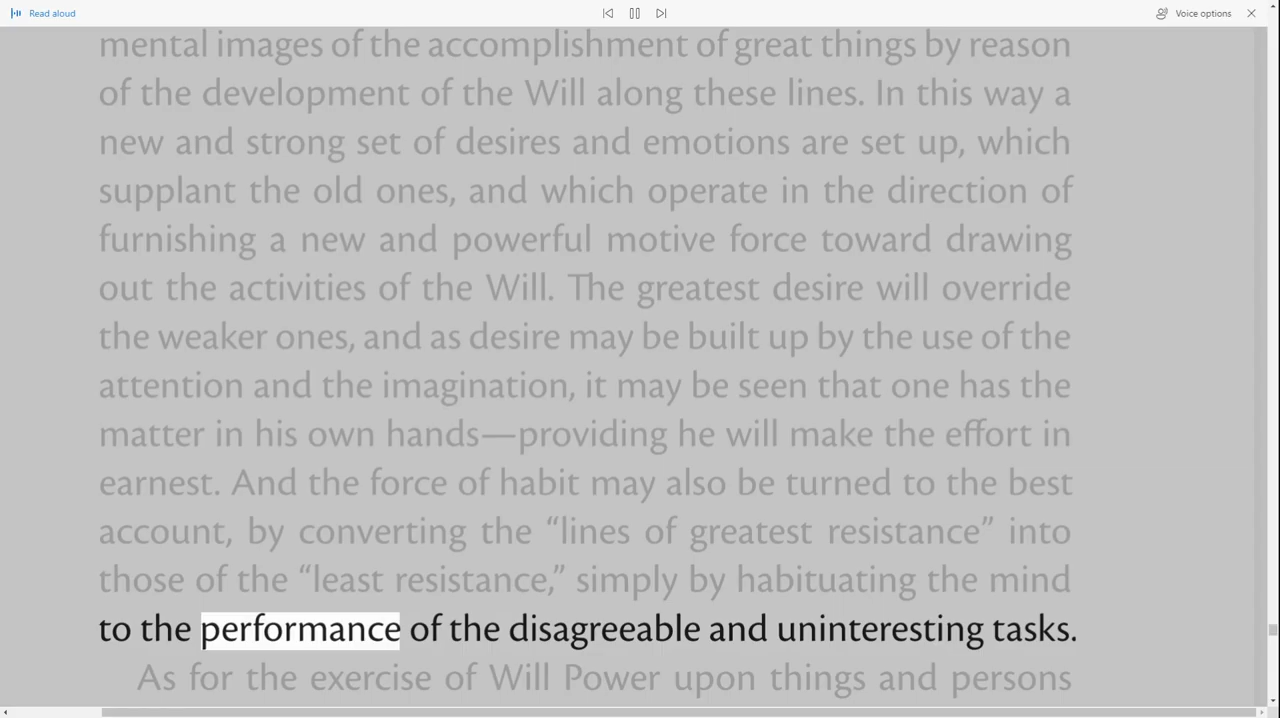 Read aloud
Voice options
mental images of the accomplishment of great things by reason
of the development of the Will along these lines. In this way a
new and strong set of desires and emotions are set up, which
supplant the old ones, and which operate in the direction of
furnishing a new and powerful motive force toward drawing
out the activities of the Will. The greatest desire will override
the weaker ones, and as desire may be built up by the use of the
attention and the imagination, it may be seen that one has the
matter in his own hands—providing he will make the effort in
earnest. And the force of habit may also be turned to the best
account, by converting the “lines of greatest resistance” into
those of the “least resistance,” simply by habituating the mind
to the performance of the disagreeable and uninteresting tasks.
As for the exercise of Will Power upon things and persons